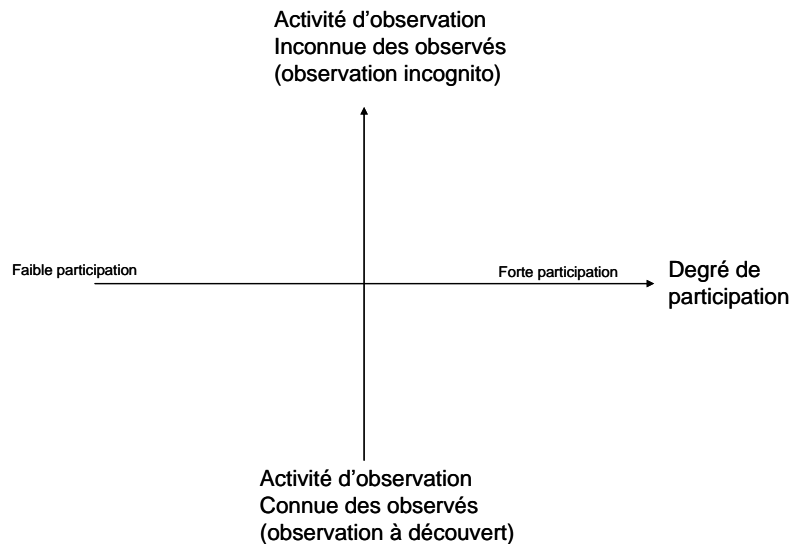 Activité d’observation
Inconnue des observés
(observation incognito)
Faible participation
Forte participation
Degré de
participation
Activité d’observation
Connue des observés
(observation à découvert)